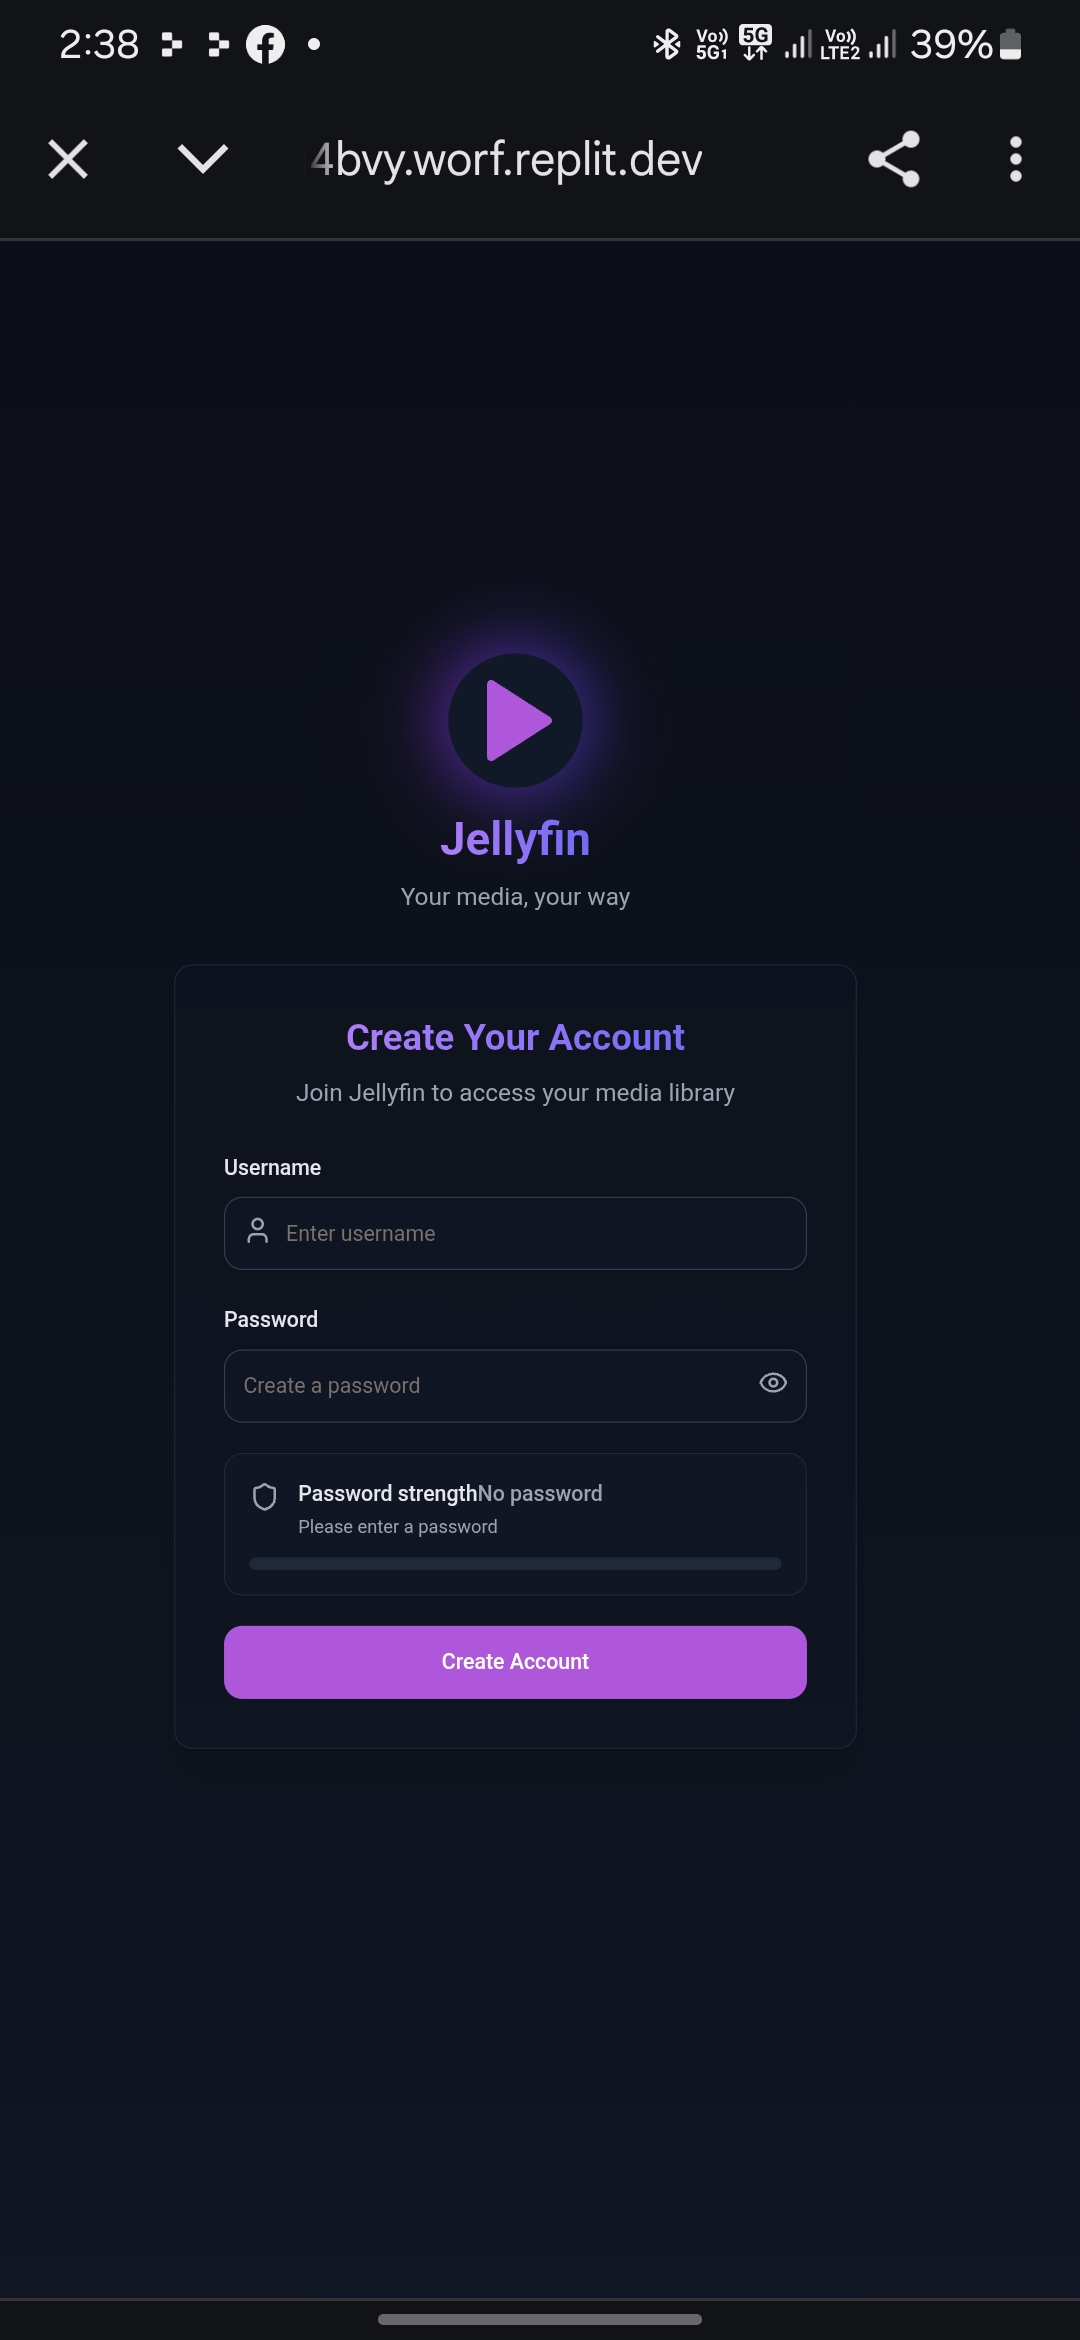 2:38
Vo)) 5G1 5G Vo)) LTE2 39%
4bvy.worf.replit.dev
Jellyfin
Your media, your way
Create Your Account
Join Jellyfin to access your media library
Username
Enter username
Password
Create a password
Password strengthNo password
Please enter a password
Create Account